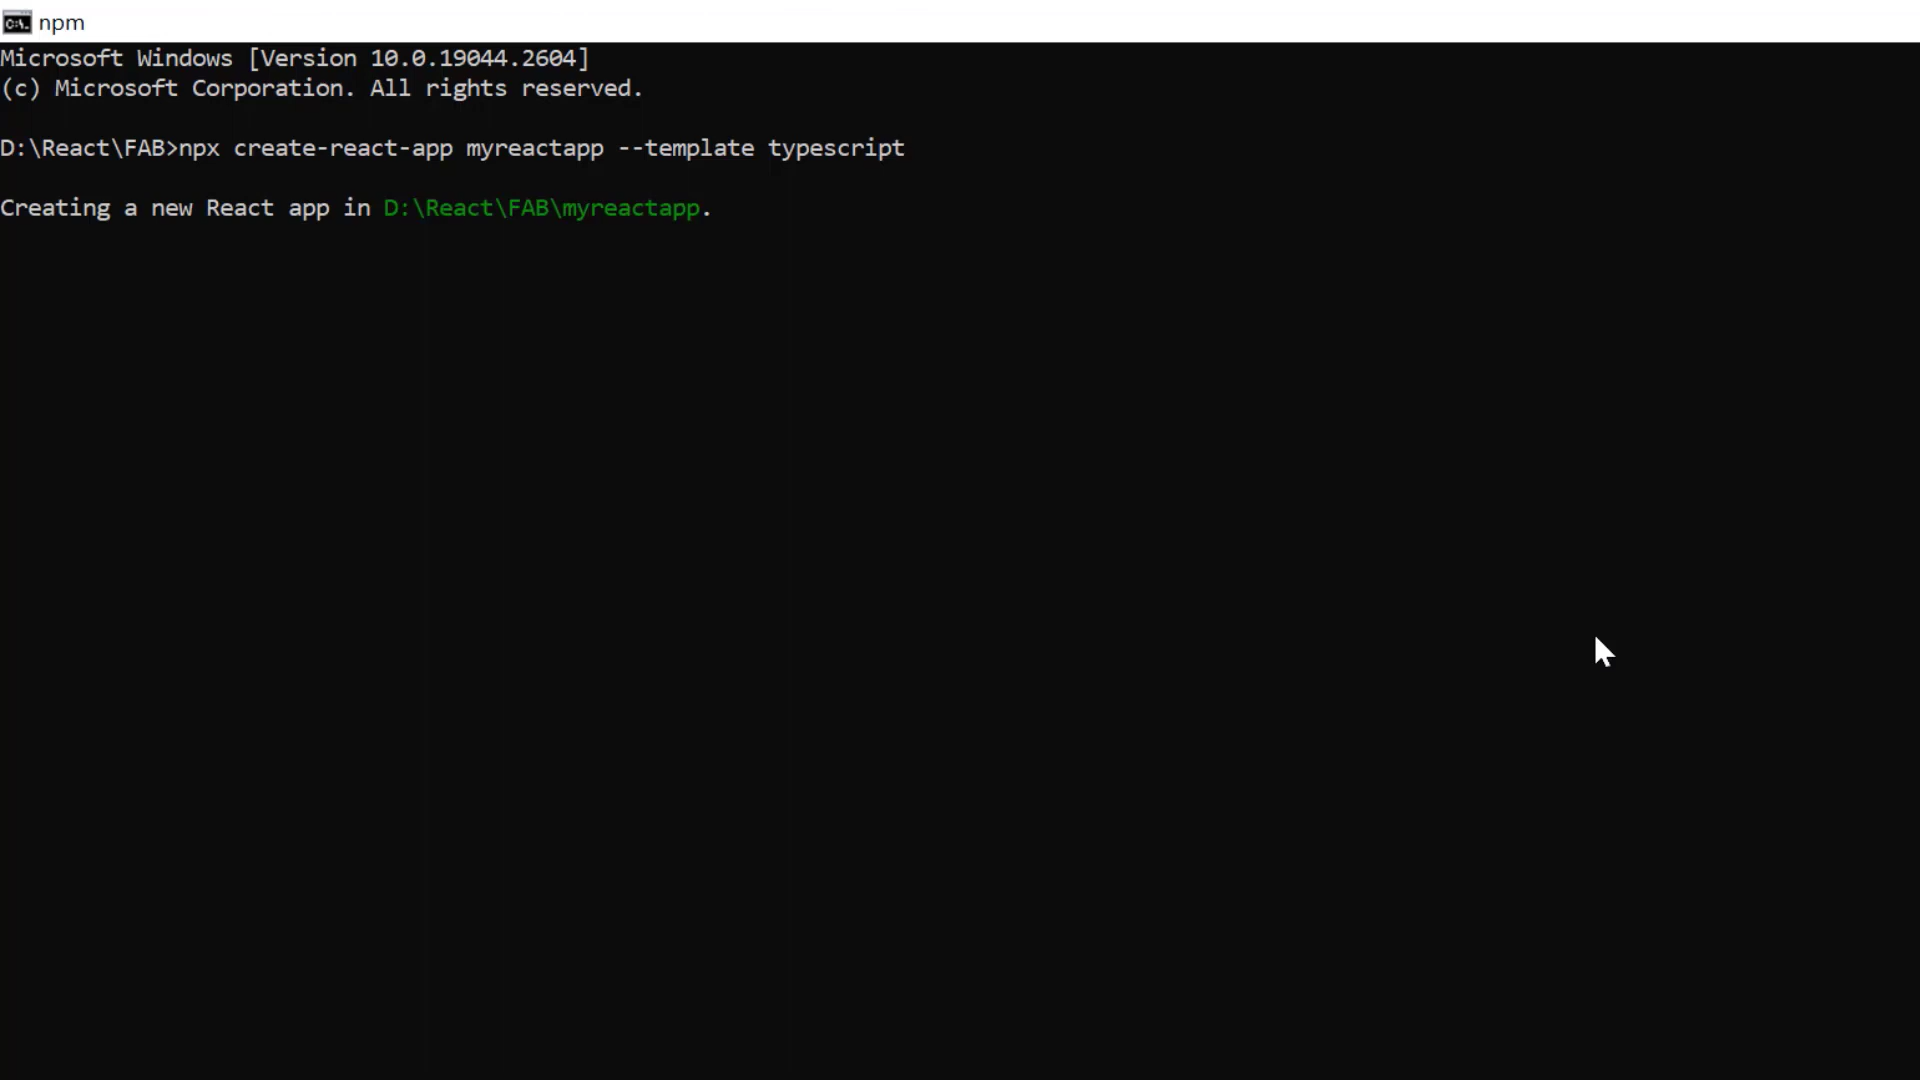 npm
Microsoft Windows [Version 10.0.19044.2604]
(c) Microsoft Corporation. All rights reserved.
D:\React\FAB>npx create-react-app myreactapp --template typescript
Creating a new React app in D:\React\FAB\myreactapp.